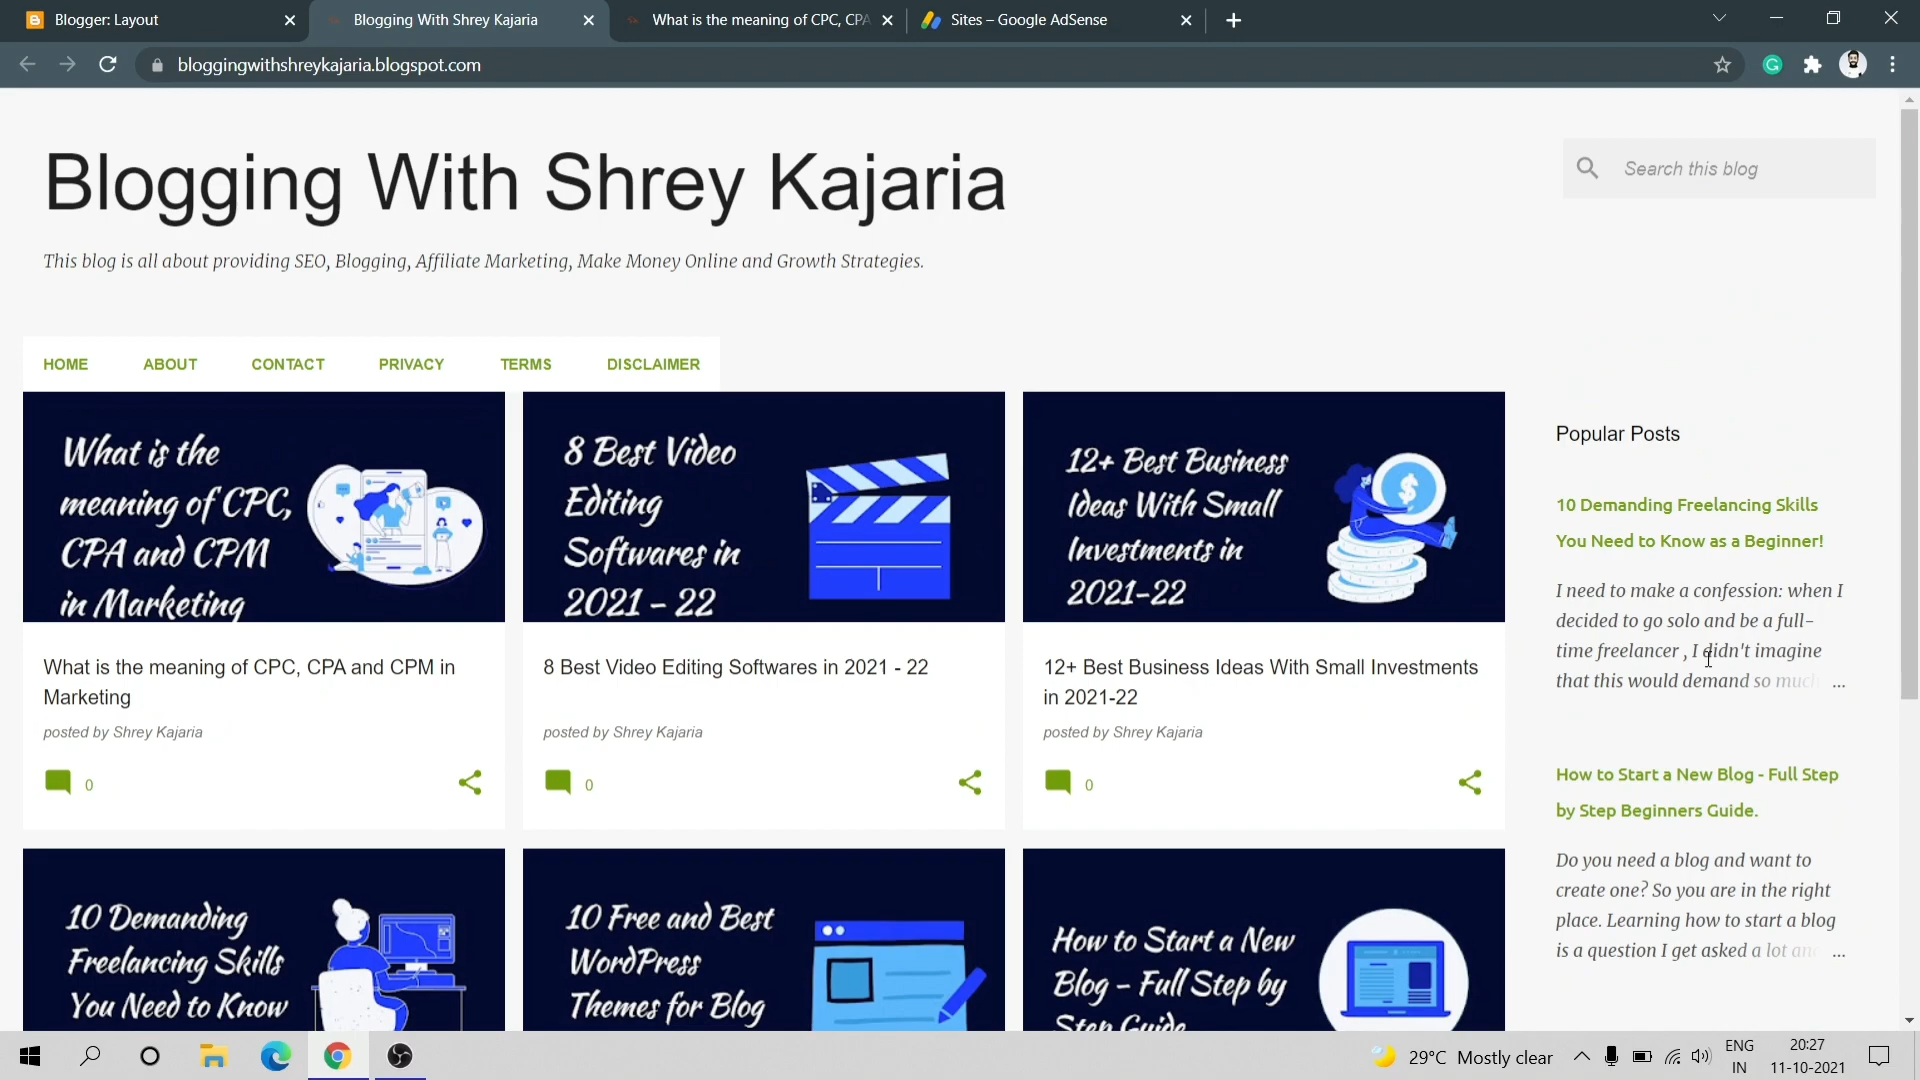 Blogger: Layout
Blogging With Shrey Kajaria
What is the meaning of CPC, CPA
Sites – Google AdSense
bloggingwithshreykajaria.blogspot.com
Blogging With Shrey Kajaria
Search this blog
This blog is all about providing SEO, Blogging, Affiliate Marketing, Make Money Online and Growth Strategies.
HOME ABOUT CONTACT PRIVACY TERMS DISCLAIMER
What is the
meaning of CPC,
CPA and CPM
in Marketing
8 Best Video
Editing
Softwares in
2021 - 22
12+ Best Business
Ideas With Small
Investments in
2021-22
What is the meaning of CPC, CPA and CPM in
Marketing
posted by Shrey Kajaria
0
8 Best Video Editing Softwares in 2021 - 22
posted by Shrey Kajaria
0
12+ Best Business Ideas With Small Investments
in 2021-22
posted by Shrey Kajaria
0
10 Demanding
Freelancing Skills
You Need to Know
10 Free and Best
WordPress
Themes for Blog
How to Start a New
Blog - Full Step by
Step Guide
Popular Posts
10 Demanding Freelancing Skills
You Need to Know as a Beginner!
I need to make a confession: when I
decided to go solo and be a full-
time freelancer , I didn't imagine
that this would demand so much ...
How to Start a New Blog - Full Step
by Step Beginners Guide.
Do you need a blog and want to
create one? So you are in the right
place. Learning how to start a blog
is a question I get asked a lot and ...
29°C Mostly clear
ENG
IN
20:27
11-10-2021